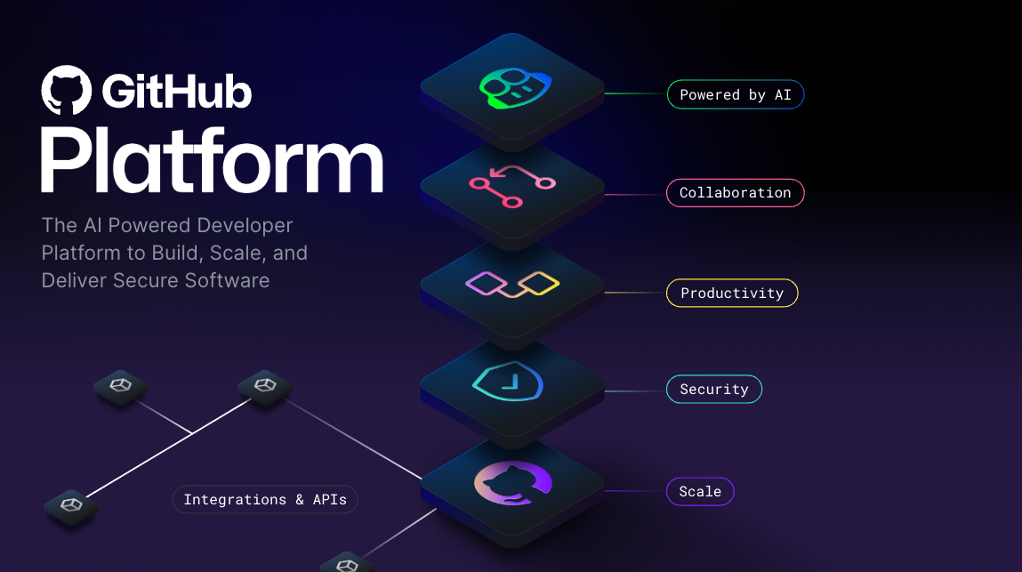 GitHub
Platform
The AI Powered Developer
Platform to Build, Scale, and
Deliver Secure Software
Powered by AI
Collaboration
Productivity
Security
Scale
Integrations & APIs